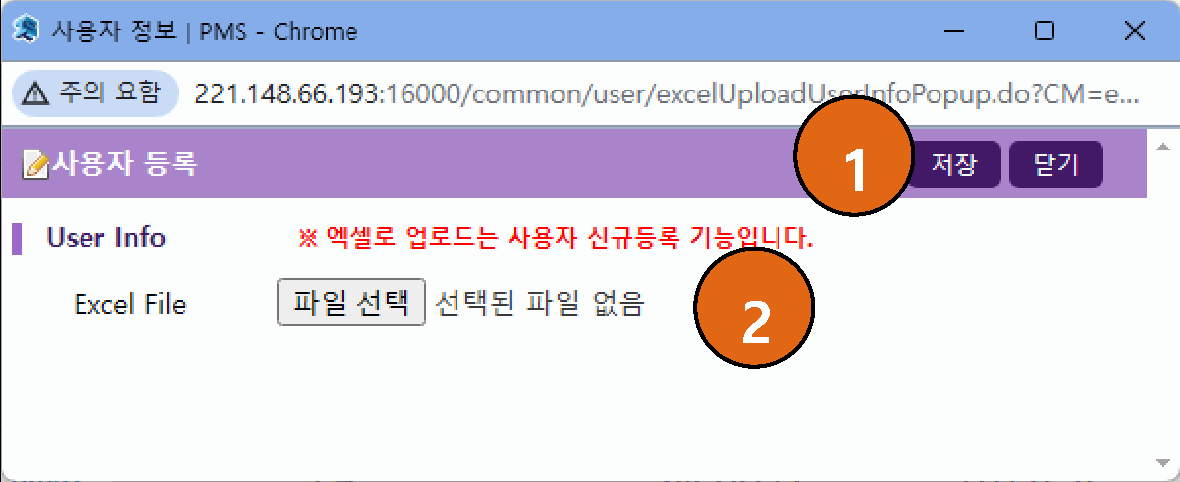 사용자 정보 | PMS - Chrome
주의 요함 221.148.66.193:16000/common/user/excelUploadUserInfoPopup.do?CM=e...
사용자 등록 1 저장 닫기
User Info ※ 엑셀로 업로드는 사용자 신규등록 기능입니다.
Excel File 파일 선택 선택된 파일 없음 2